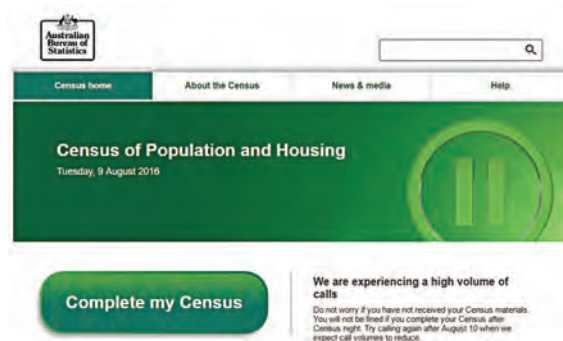 Australian
Bureau of
Statistics
Census home
About the Census
News & media
Help
Census of Population and Housing
Tuesday, 9 August 2016
Complete my Census
We are experiencing a high volume of
calls
Do not worry if you have not received your Census materials.
You will not be fined if you complete your Census after
Census night. Try calling again after August 10 when we
expect call volumes to reduce.